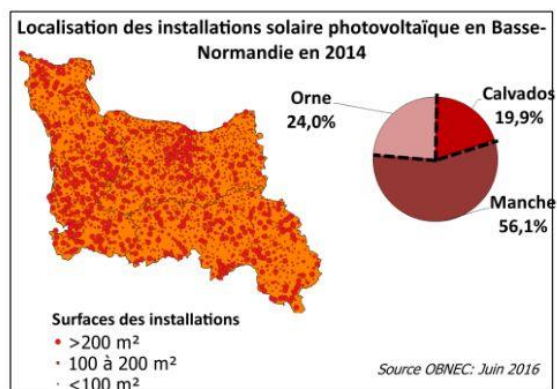 Localisation des installations solaire photovoltaïque en Basse-
Normandie en 2014
Orne
24,0%
Calvados
19,9%
Manche
56,1%
Surfaces des installations
>200 m²
100 à 200 m²
<100 m²
Source OBNEC: Juin 2016